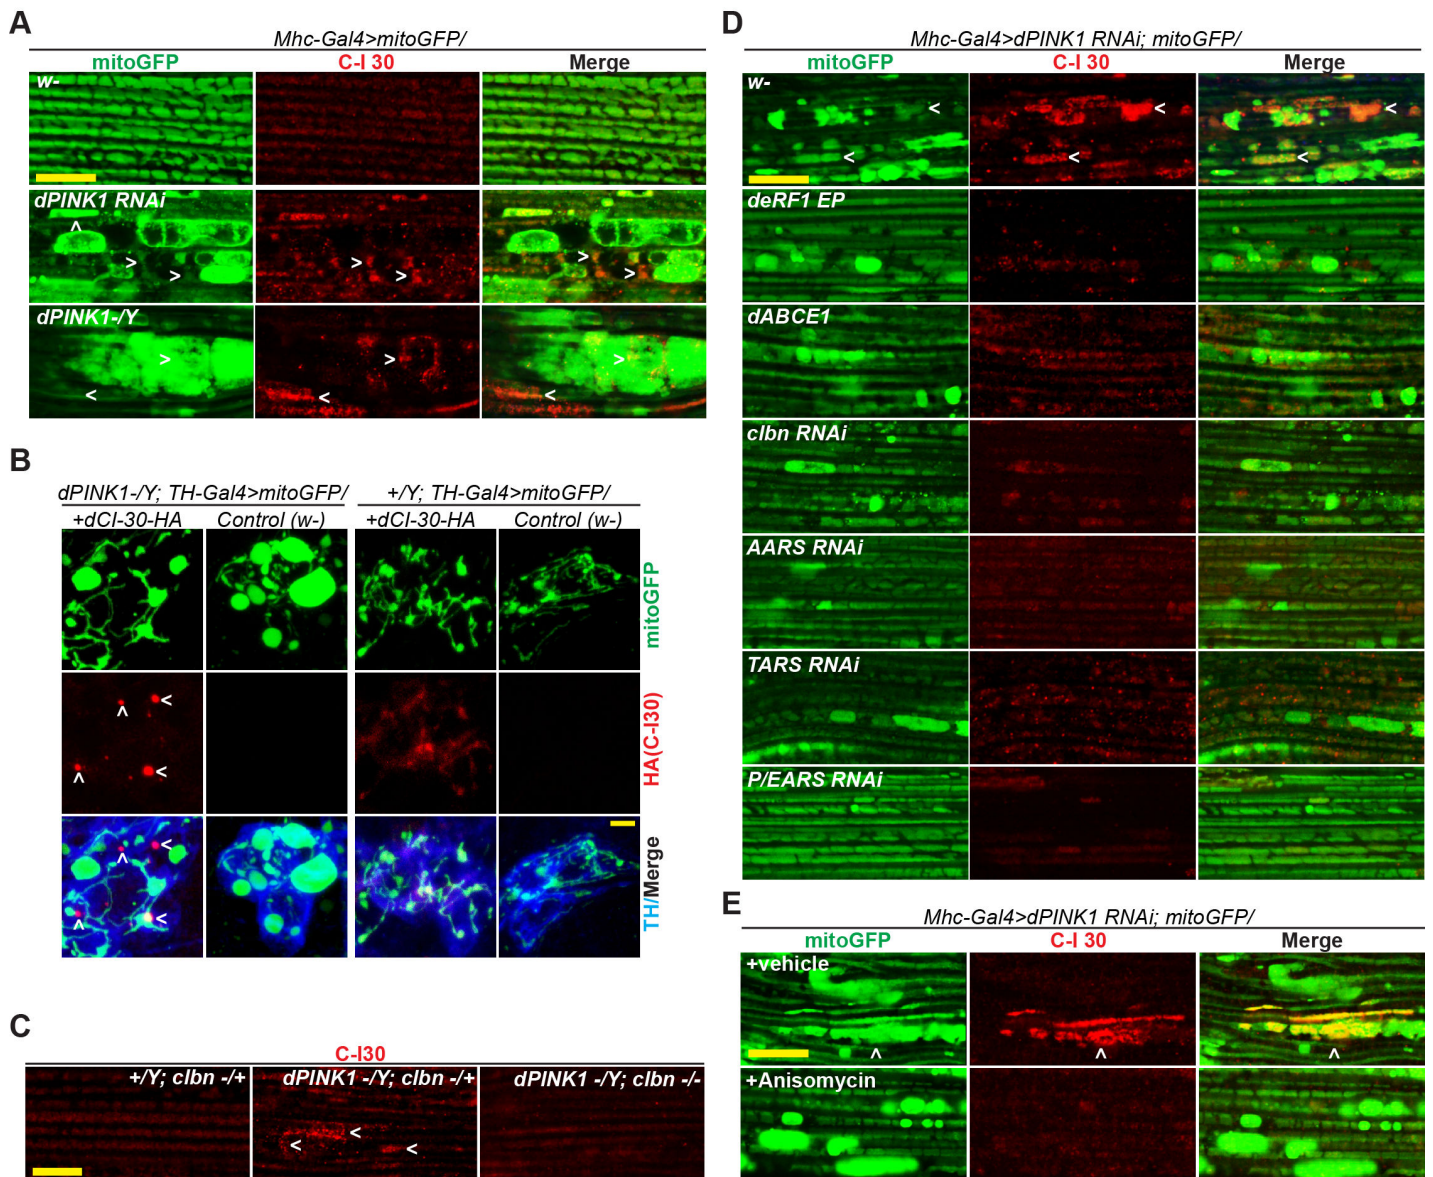 A
Mhc-Gal4>mitoGFP/
mitoGFP C-I 30 Merge
w-
dPINK1 RNAi
dPINK1-/Y
B
dPINK1-/Y; TH-Gal4>mitoGFP/ +/Y; TH-Gal4>mitoGFP/
+dCI-30-HA Control (w-) +dCI-30-HA Control (w-)
mitoGFP
HA(C-I30)
TH/Merge
C
C-I30
+/Y; clbn -/+ dPINK1 -/Y; clbn -/+ dPINK1 -/Y; clbn -/-
D
Mhc-Gal4>dPINK1 RNAi; mitoGFP/
mitoGFP C-I 30 Merge
w-
deRF1 EP
dABCE1
clbn RNAi
AARS RNAi
TARS RNAi
P/EARS RNAi
E
Mhc-Gal4>dPINK1 RNAi; mitoGFP/
mitoGFP C-I 30 Merge
+vehicle
+Anisomycin